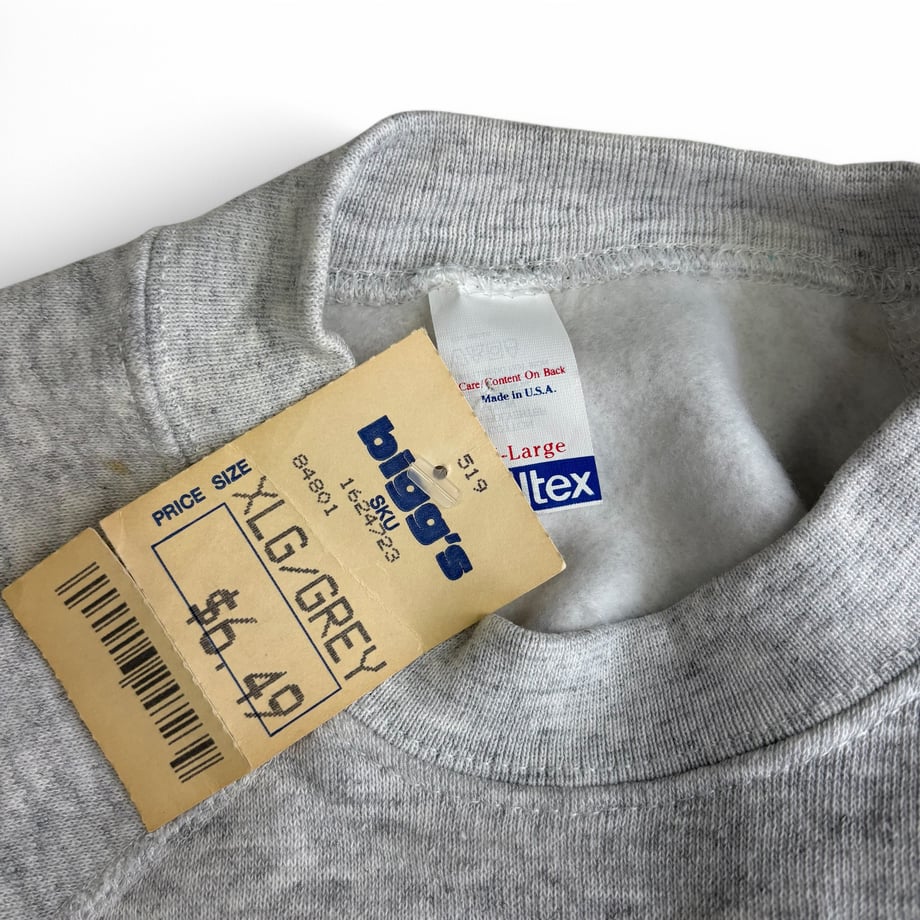 bigg's
519
SKU
1624723
84801
PRICE SIZE
XLG/GREY
$6.49
Care/Content On Back
Made in U.S.A.
-Large
ltex